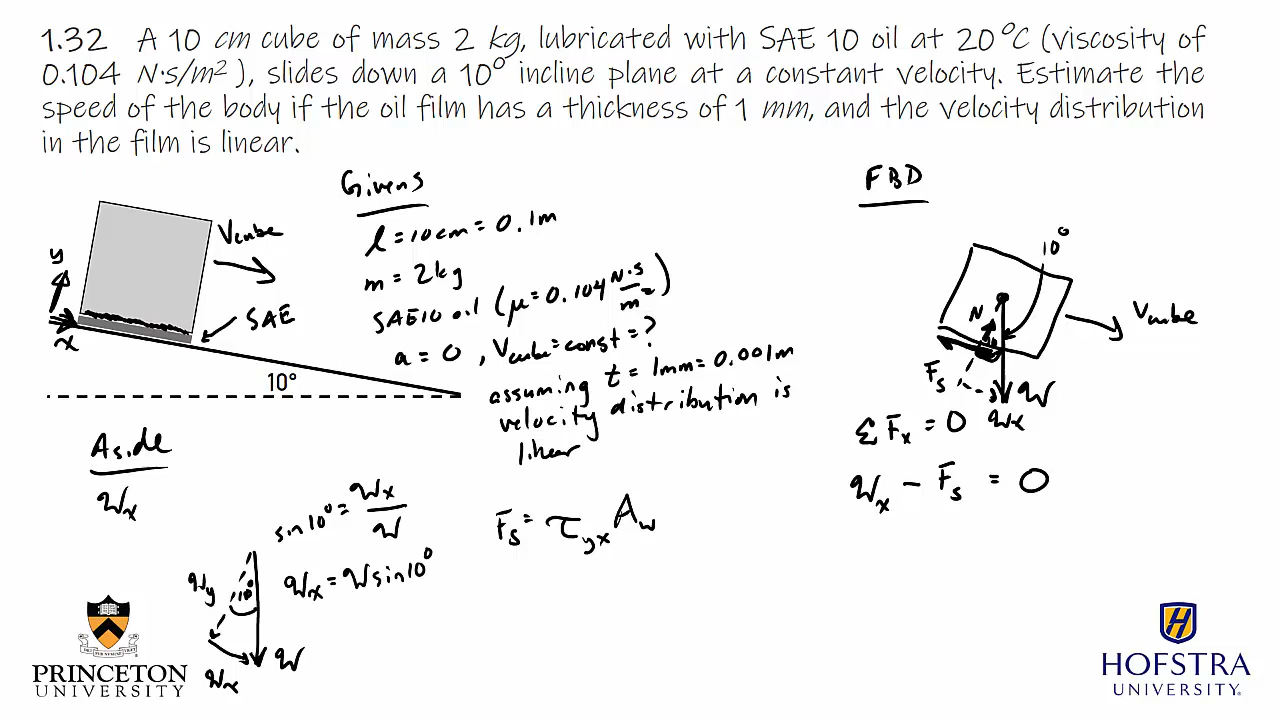 1.32 A 10 cm cube of mass 2 kg, lubricated with SAE 10 oil at 20 °C (viscosity of
0.104 N·s/m²), slides down a 10° incline plane at a constant velocity. Estimate the
speed of the body if the oil film has a thickness of 1 mm, and the velocity distribution
in the film is linear.
Givens
l = 10cm = 0.1m
m = 2kg
SAE10 oil (μ = 0.104 N·s/m²)
a = 0, Vcube = const = ?
assuming t = 1mm = 0.001m
velocity distribution is
linear
y
x
Vcube
SAE
10°
FBD
10°
N
Vcube
Fs
W
Wx
Σ Fx = 0
Wx - Fs = 0
Aside
Wx
sin10° = Wx/W
Wx = W sin10°
Wy
10°
W
Wx
Fs = τyx Aw
PRINCETON
UNIVERSITY
HOFSTRA
UNIVERSITY.